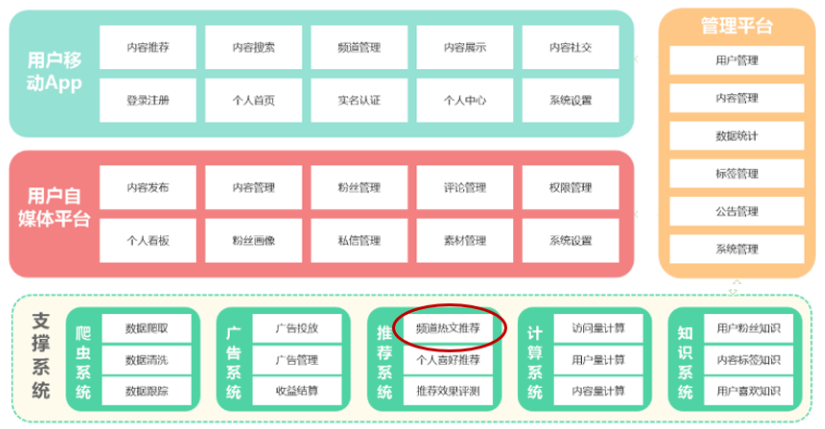 用户移
动App
内容推荐
内容搜索
频道管理
内容展示
内容社交
登录注册
个人首页
实名认证
个人中心
系统设置
用户自
媒体平台
内容发布
内容管理
粉丝管理
评论管理
权限管理
个人看板
粉丝画像
私信管理
素材管理
系统设置
管理平台
用户管理
内容管理
数据统计
标签管理
公告管理
系统管理
支撑系统
爬虫系统
数据爬取
数据清洗
数据跟踪
广告系统
广告投放
广告管理
收益结算
推荐系统
频道热文推荐
个人喜好推荐
推荐效果评测
计算系统
访问量计算
用户量计算
内容量计算
知识系统
用户粉丝知识
内容标签知识
用户喜欢知识